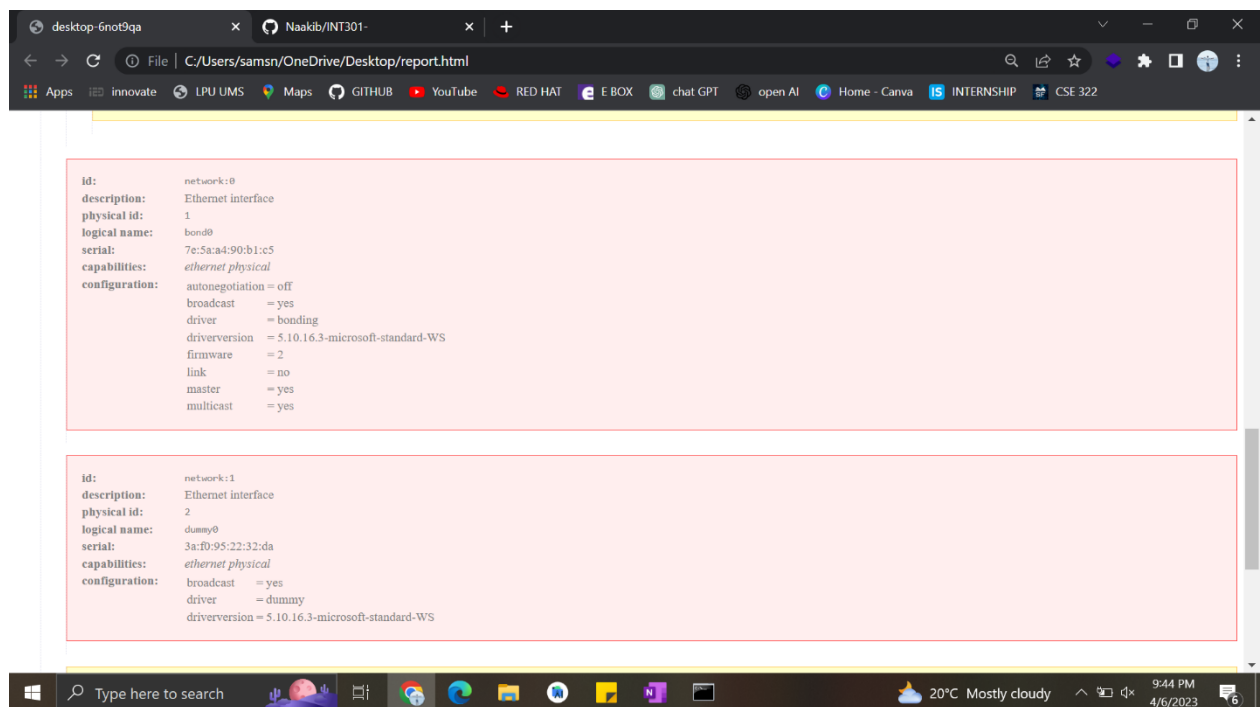 desktop-6not9qa
Naakib/INT301-
File C:/Users/samsn/OneDrive/Desktop/report.html
Apps innovate LPU UMS Maps GITHUB YouTube RED HAT E BOX chat GPT open AI Home - Canva IS INTERNSHIP CSE 322
id: network:0
description: Ethernet interface
physical id: 1
logical name: bond0
serial: 7e:5a:a4:90:b1:c5
capabilities: ethernet physical
configuration: autonegotiation = off
broadcast = yes
driver = bonding
driverversion = 5.10.16.3-microsoft-standard-WS
firmware = 2
link = no
master = yes
multicast = yes
id: network:1
description: Ethernet interface
physical id: 2
logical name: dummy0
serial: 3a:f0:95:22:32:da
capabilities: ethernet physical
configuration: broadcast = yes
driver = dummy
driverversion = 5.10.16.3-microsoft-standard-WS
Type here to search
20°C Mostly cloudy
9:44 PM
4/6/2023
6